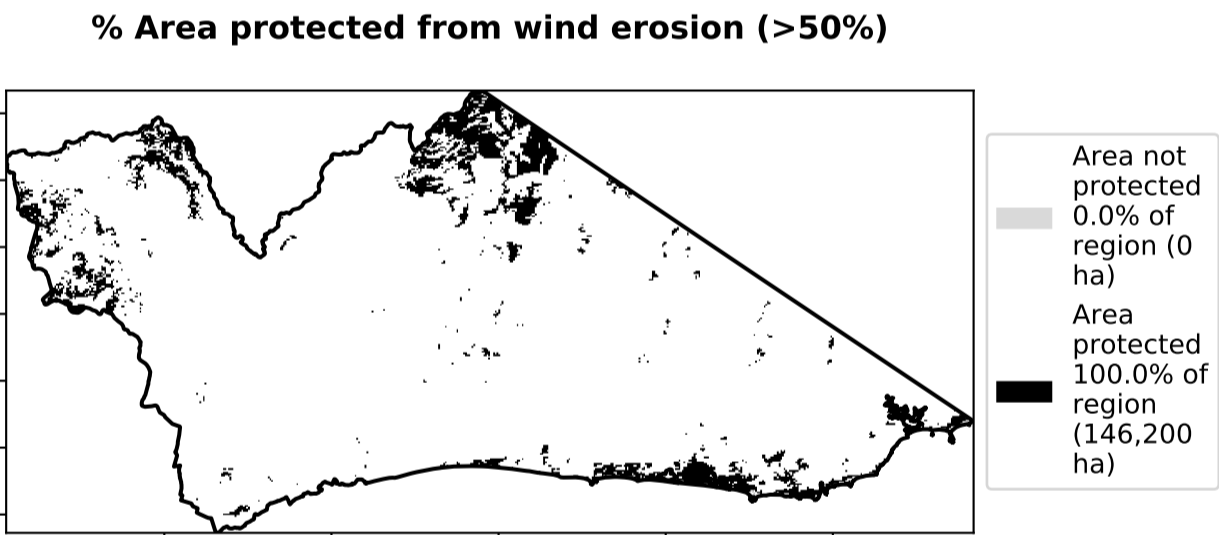 % Area protected from wind erosion (>50%)
Area not
protected
0.0% of
region (0
ha)
Area
protected
100.0% of
region
(146,200
ha)